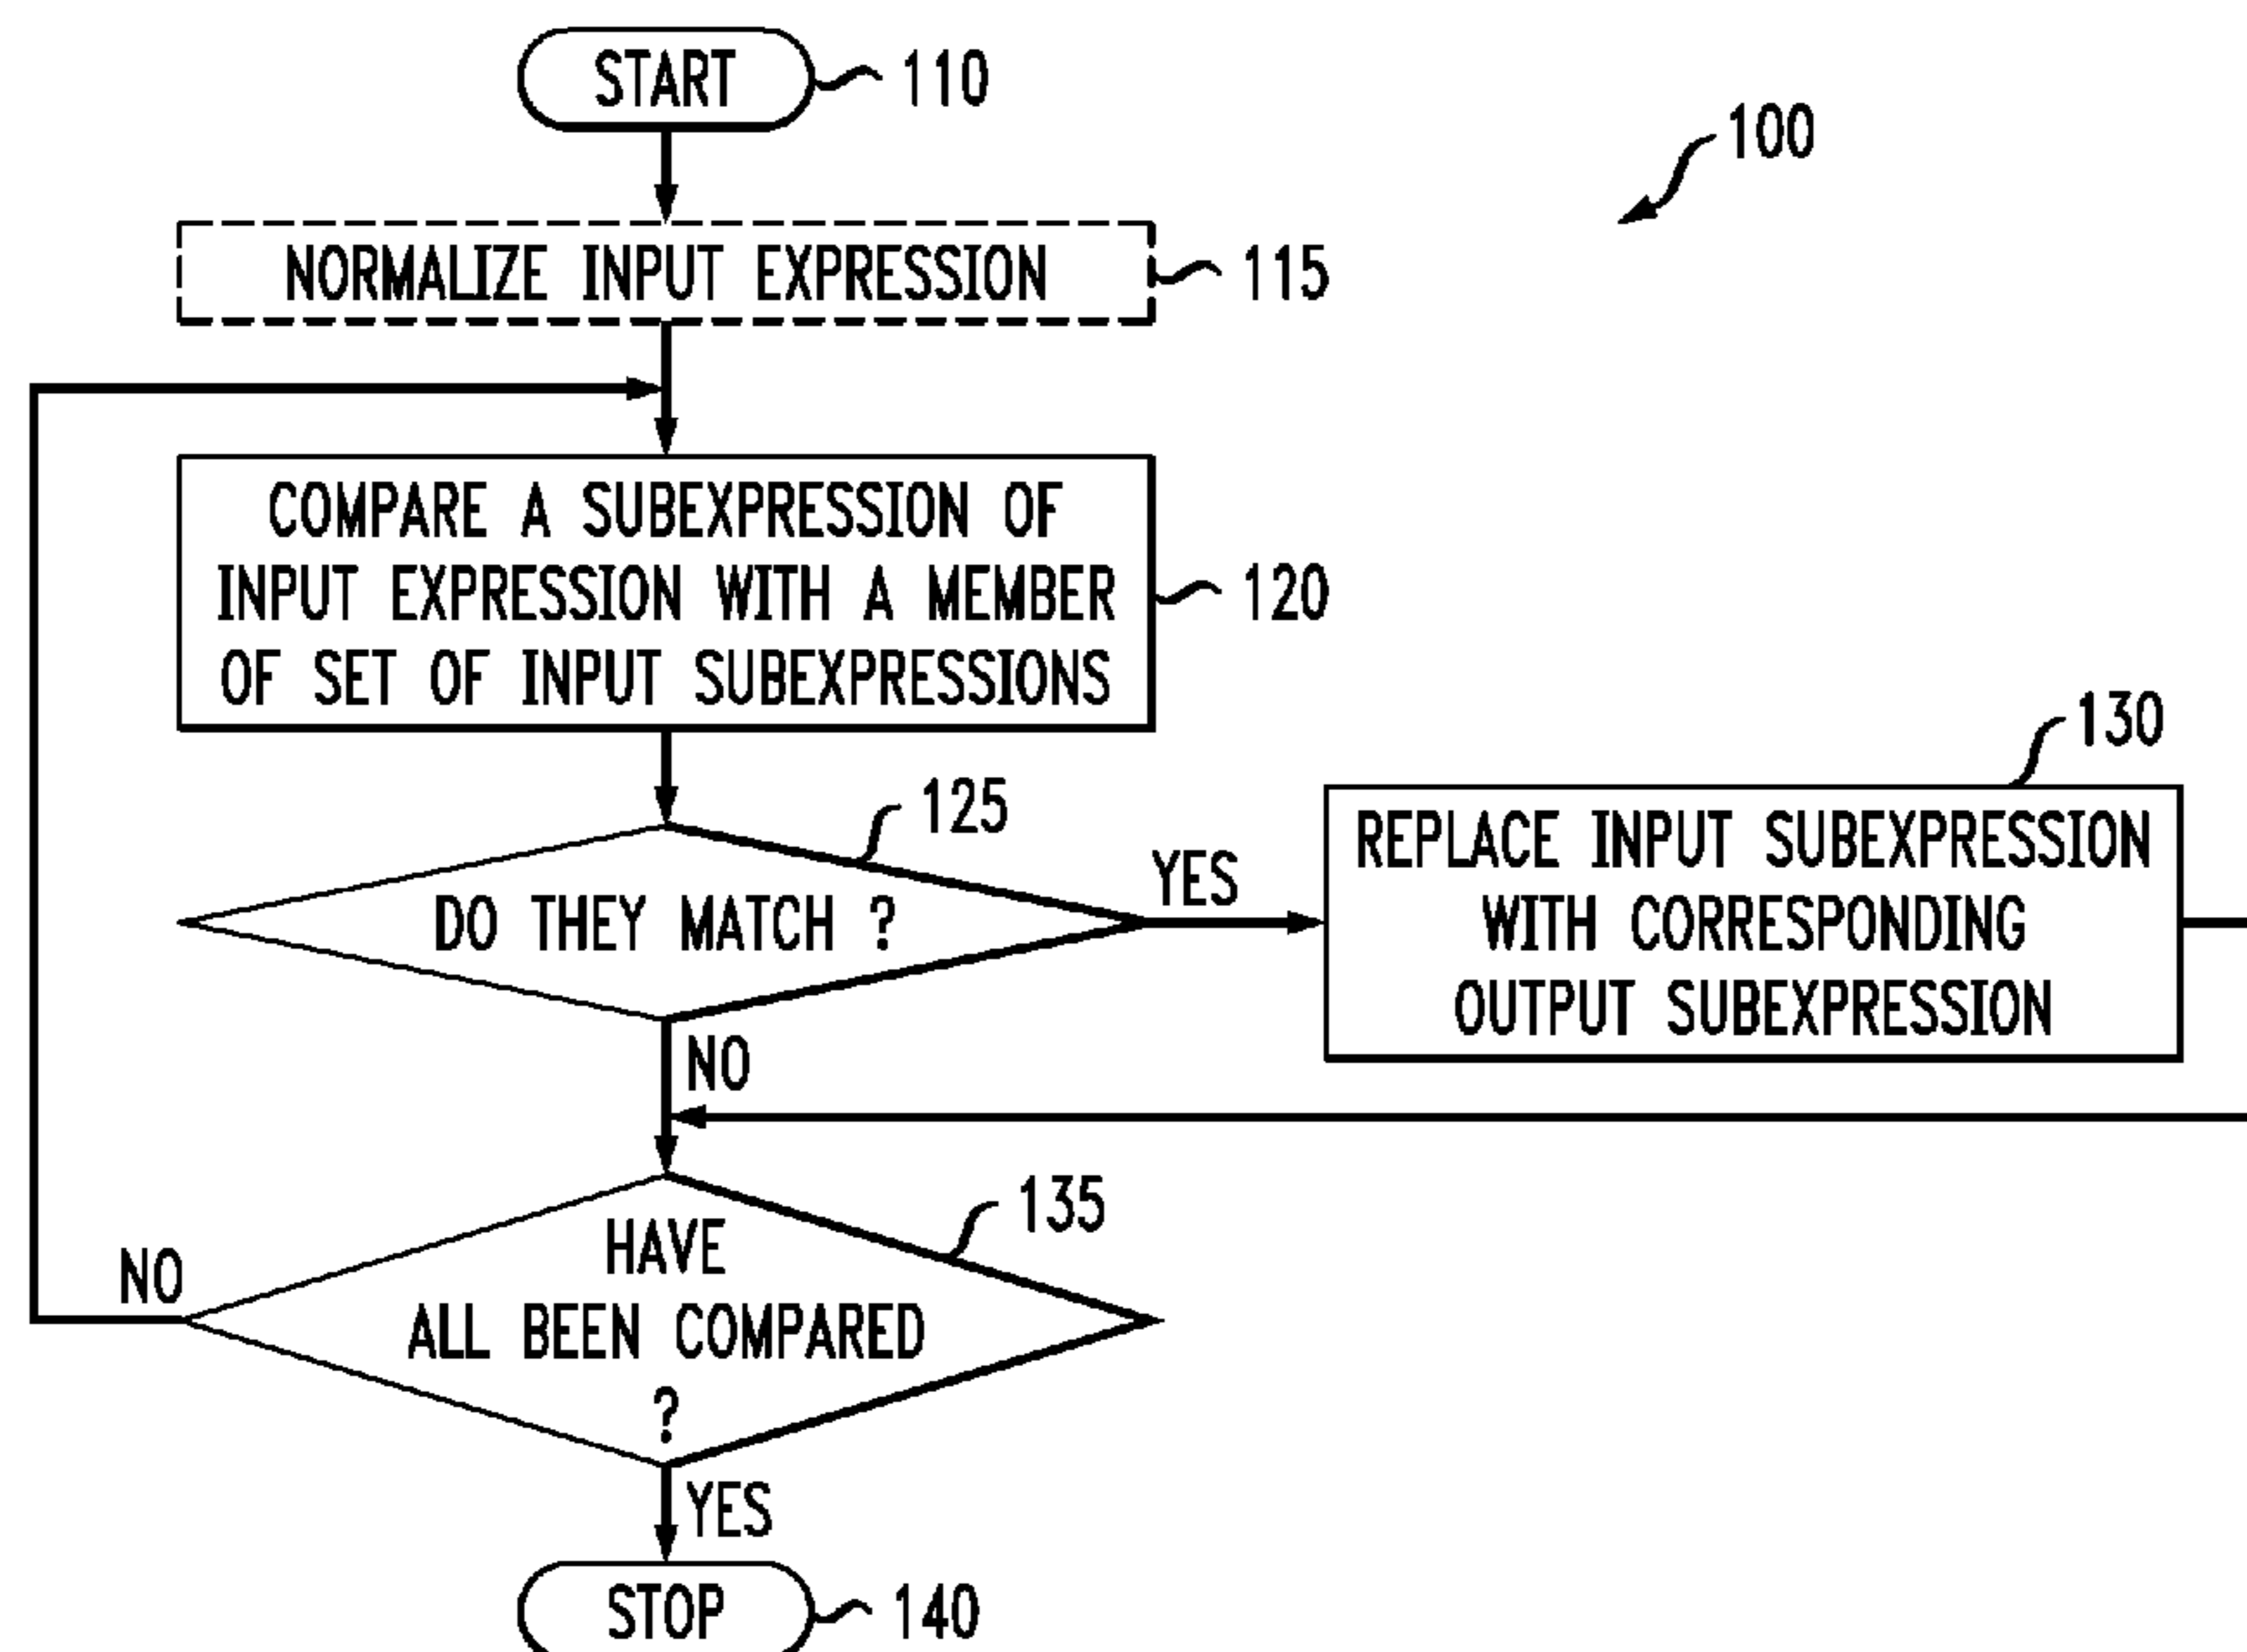 START
110
100
NORMALIZE INPUT EXPRESSION
115
COMPARE A SUBEXPRESSION OF
INPUT EXPRESSION WITH A MEMBER
OF SET OF INPUT SUBEXPRESSIONS
120
125
DO THEY MATCH ?
YES
130
REPLACE INPUT SUBEXPRESSION
WITH CORRESPONDING
OUTPUT SUBEXPRESSION
NO
135
HAVE
ALL BEEN COMPARED
?
NO
YES
STOP
140